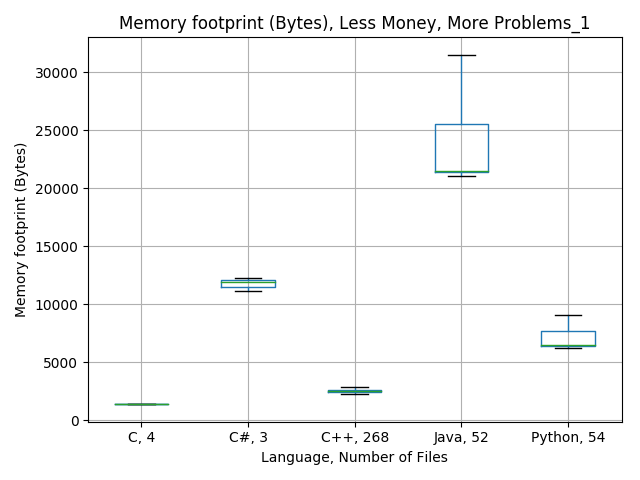 Memory footprint (Bytes), Less Money, More Problems_1
Memory footprint (Bytes)
30000
25000
20000
15000
10000
5000
0
C, 4
C#, 3
C++, 268
Java, 52
Python, 54
Language, Number of Files